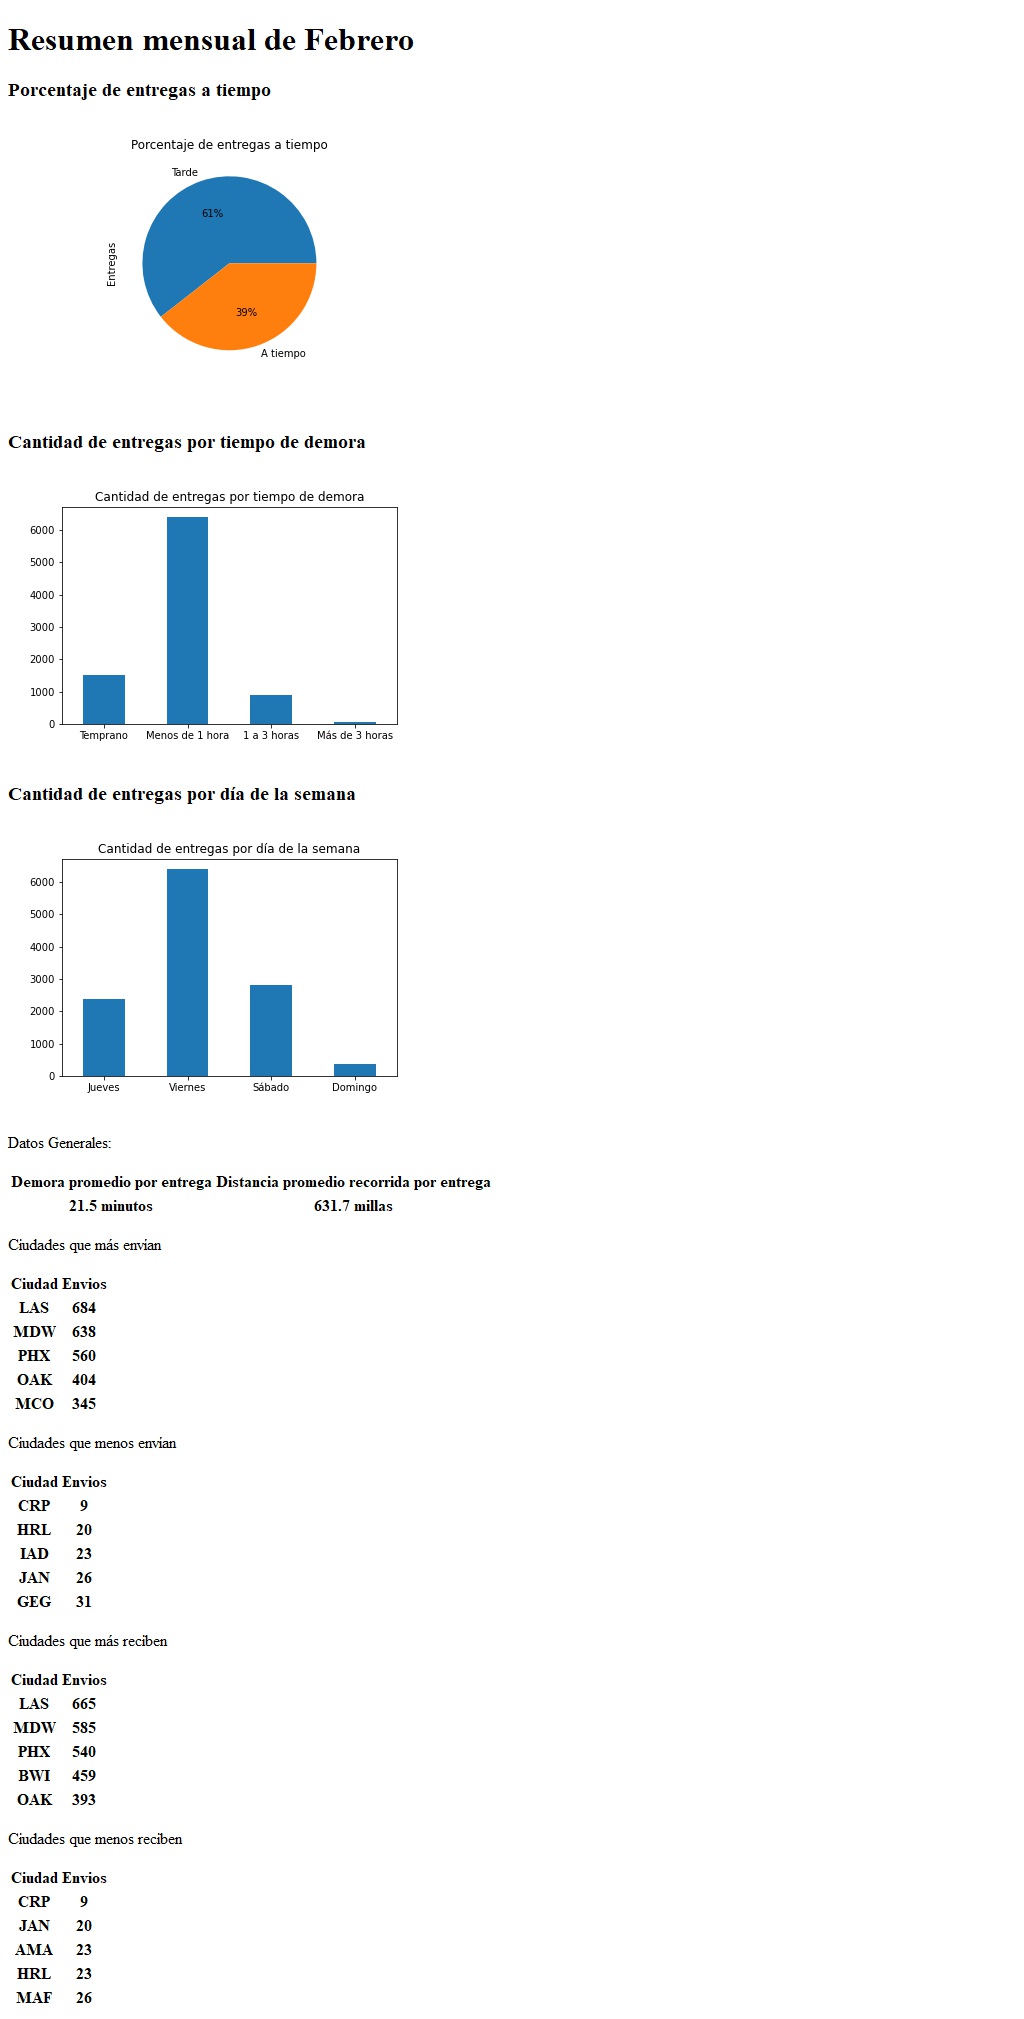 Resumen mensual de Febrero
Porcentaje de entregas a tiempo
Porcentaje de entregas a tiempo
Tarde
61%
Entregas
39%
A tiempo
Cantidad de entregas por tiempo de demora
Cantidad de entregas por tiempo de demora
6000
5000
4000
3000
2000
1000
0
Temprano Menos de 1 hora 1 a 3 horas Más de 3 horas
Cantidad de entregas por día de la semana
Cantidad de entregas por día de la semana
6000
5000
4000
3000
2000
1000
0
Jueves Viernes Sábado Domingo
Datos Generales:
Demora promedio por entrega Distancia promedio recorrida por entrega
21.5 minutos 631.7 millas
Ciudades que más envian
Ciudad Envios
LAS 684
MDW 638
PHX 560
OAK 404
MCO 345
Ciudades que menos envían
Ciudad Envios
CRP 9
HRL 20
IAD 23
JAN 26
GEG 31
Ciudades que más reciben
Ciudad Envios
LAS 665
MDW 585
PHX 540
BWI 459
OAK 393
Ciudades que menos reciben
Ciudad Envios
CRP 9
JAN 20
AMA 23
HRL 23
MAF 26